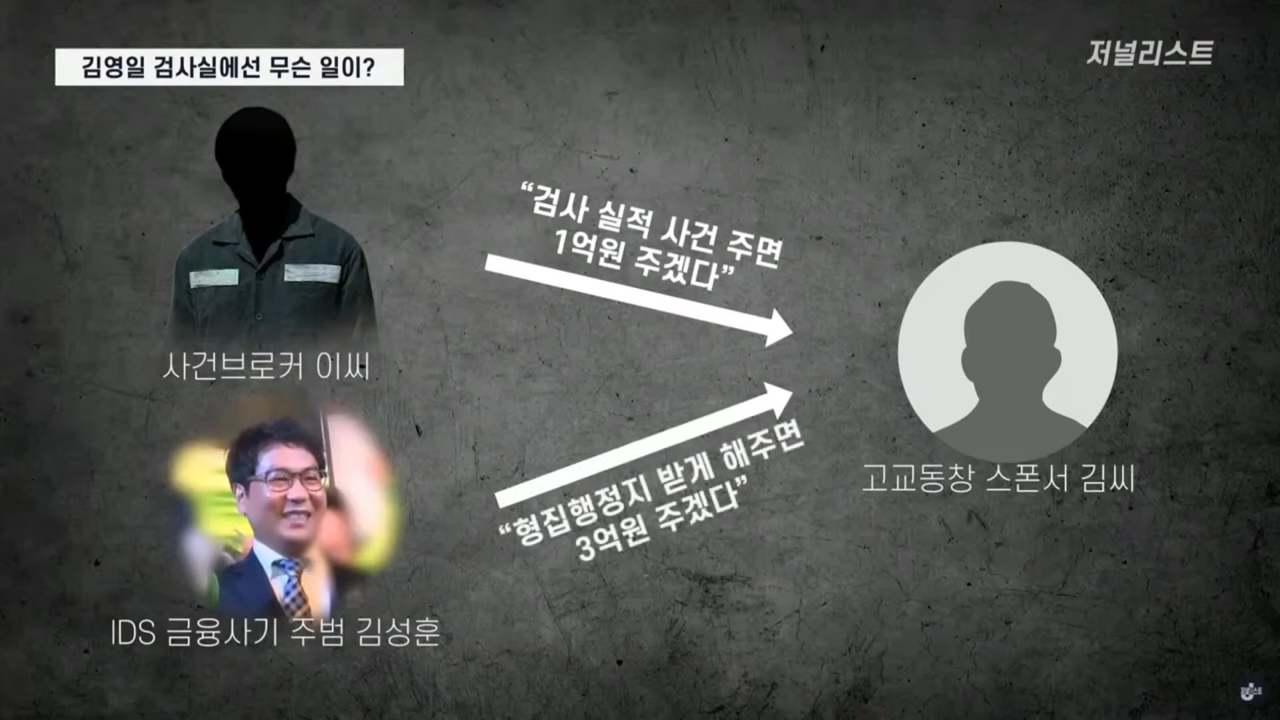 김영일 검사실에선 무슨 일이?
저널리스트
“검사 실적 사건 주면
1억원 주겠다”
사건브로커 이씨
“형집행정지 받게 해주면
3억원 주겠다”
고교동창 스폰서 김씨
IDS 금융사기 주범 김성훈